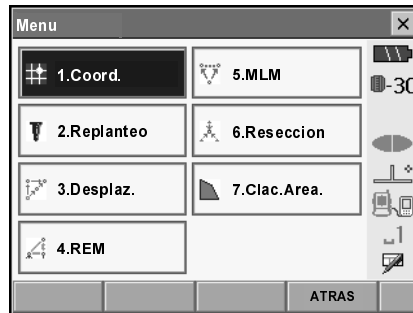 Menu
1.Coord.
2.Replanteo
3.Desplaz.
4.REM
5.MLM
6.Reseccion
7.Clac.Area.
-30
1
ATRAS